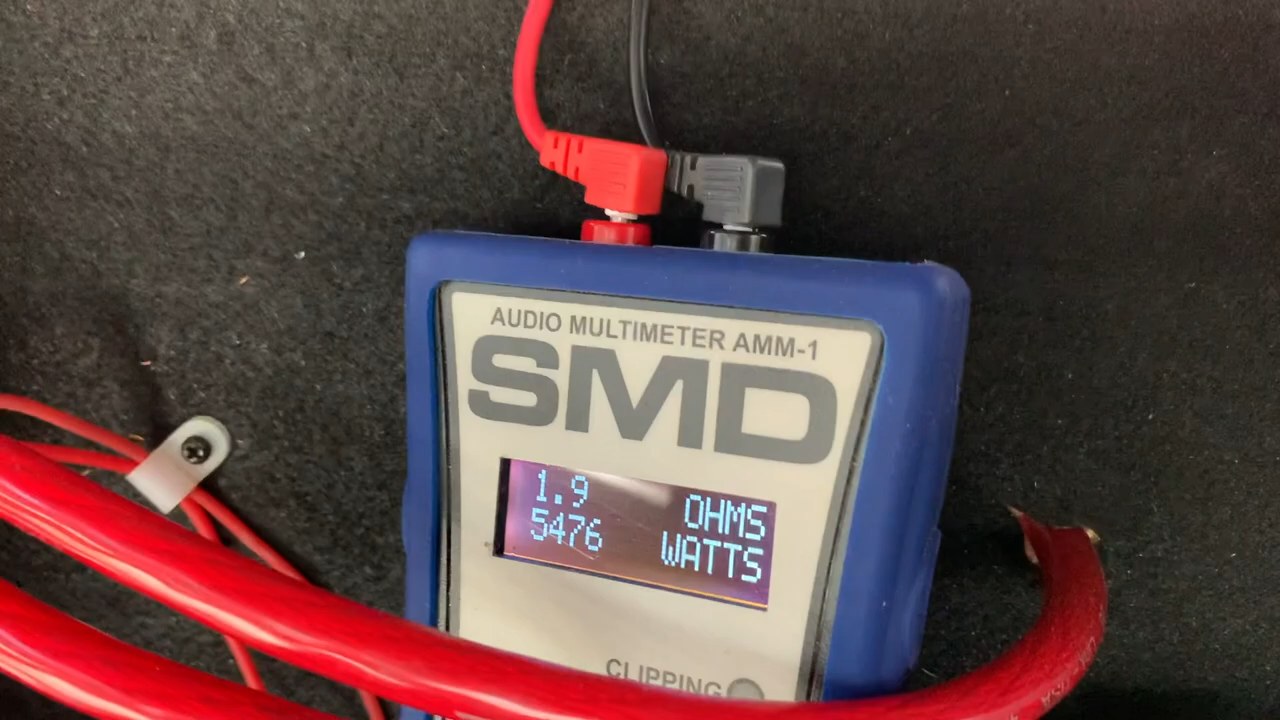 AUDIO MULTIMETER AMM-1
SMD
1.9 OHMS
5476 WATTS
CLIPPING